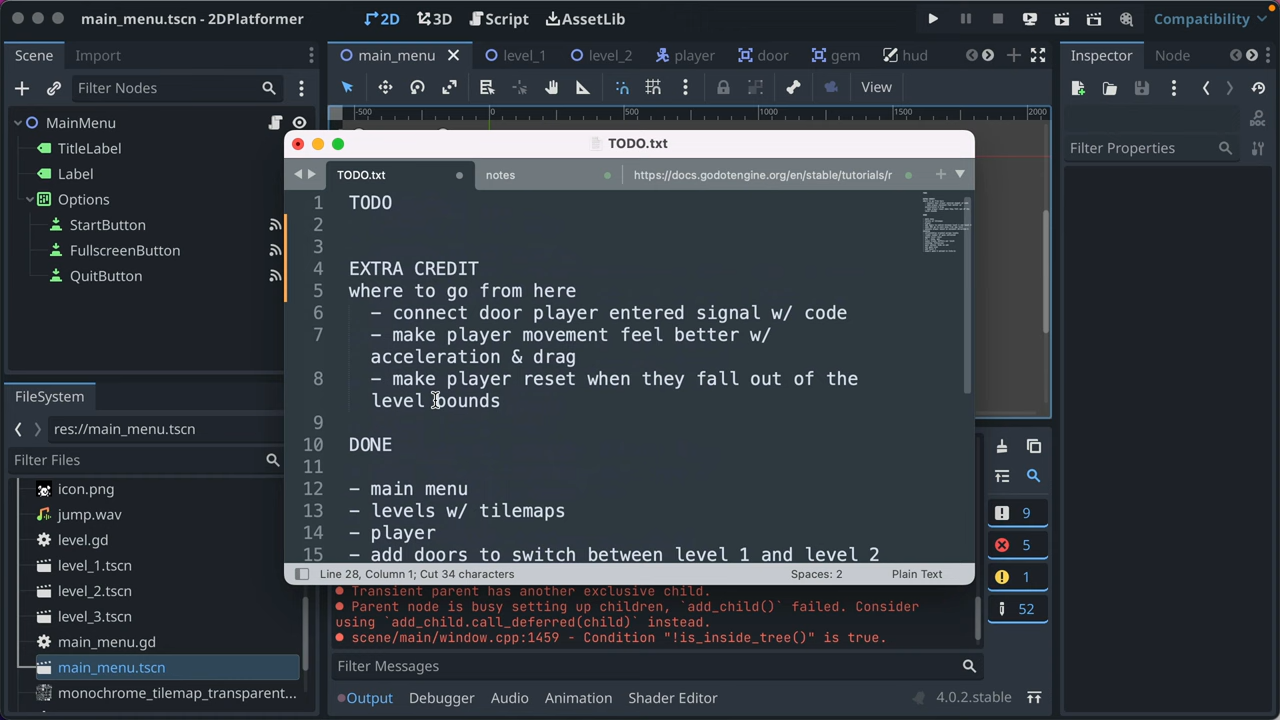 main_menu.tscn - 2DPlatformer
2D 3D Script AssetLib
Compatibility
Scene Import
main_menu level_1 level_2 player door gem hud
Inspector Node
Filter Nodes
View
-500 0 500 1000 1500 2000
MainMenu
TitleLabel
Label
Options
StartButton
FullscreenButton
QuitButton
Filter Properties
TODO.txt
TODO.txt notes https://docs.godotengine.org/en/stable/tutorials/r
1 TODO
2
3
4 EXTRA CREDIT
5 where to go from here
6 - connect door player entered signal w/ code
7 - make player movement feel better w/
acceleration & drag
8 - make player reset when they fall out of the
level bounds
9
10 DONE
11
12 - main menu
13 - levels w/ tilemaps
14 - player
15 - add doors to switch between level 1 and level 2
Line 28, Column 1; Cut 34 characters
Spaces: 2
Plain Text
FileSystem
res://main_menu.tscn
Filter Files
icon.png
jump.wav
level.gd
level_1.tscn
level_2.tscn
level_3.tscn
main_menu.gd
main_menu.tscn
monochrome_tilemap_transparent...
9
5
1
52
Transient parent has another exclusive child.
Parent node is busy setting up children, `add_child()` failed. Consider
using `add_child.call_deferred(child)` instead.
scene/main/window.cpp:1459 - Condition "!is_inside_tree()" is true.
Filter Messages
Output Debugger Audio Animation Shader Editor
4.0.2.stable